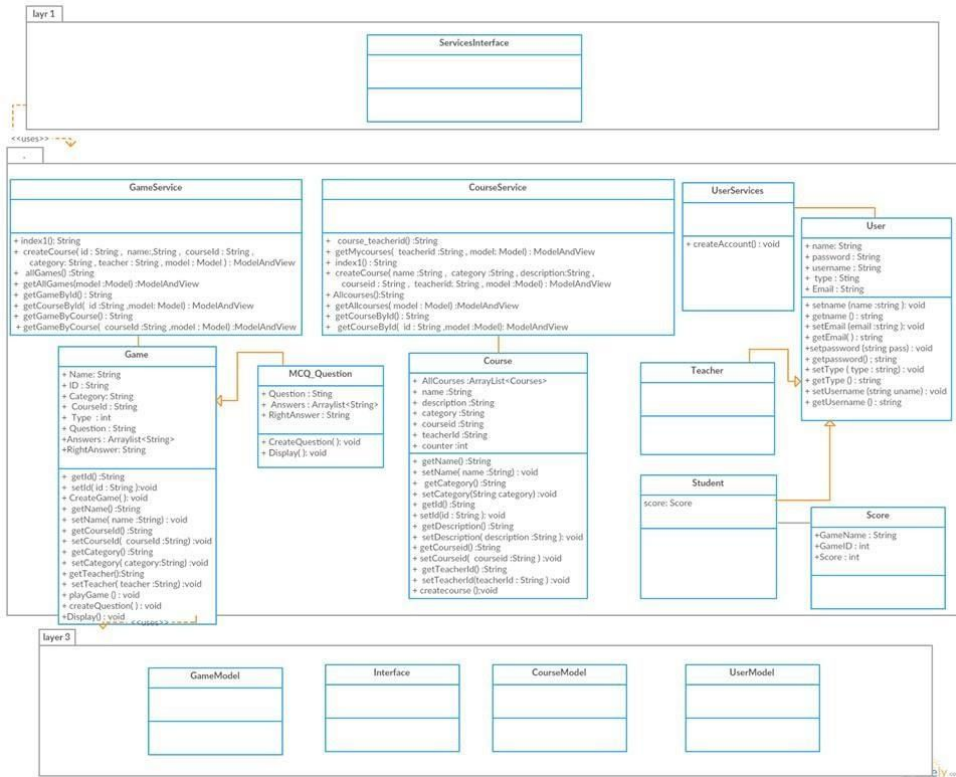 layr 1
ServicesInterface
<<uses>>
.
GameService
+ index1(): String
+ createCourse( id : String , name:;String , courseId : String ,
category: String , teacher : String , model : Model ) : ModelAndView
+ allGames() :String
+ getAllGames(model :Model) :ModelAndView
+ getGameById() : String
+ getCourseById( id :String ,model: Model) : ModelAndView
+ getGameByCourse() : String
+ getGameByCourse( courseId :String ,model : Model) :ModelAndView
CourseService
+ course_teacherid() :String
+ getMycourses( teacherid :String , model: Model) : ModelAndView
+ index1() : String
+ createCourse( name :String , category :String , description:String ,
courseid : String , teacherid: String , model :Model) : ModelAndView
+ Allcourses():String
+ getAllcourses( model : Model) : ModelAndView
+ getCourseById() : String
+ getCourseById( id : String ,model :Model): ModelAndView
UserServices
+ createAccount() : void
User
+ name: String
+ password : String
+ username : String
+ type : Sting
+ Email : String
+ setname (name :string ): void
+ getname () : string
+ setEmail (email :string ): void
+ getEmail( ) : string
+setpassword (string pass) : void
+ getpassword() ; string
+ setType ( type : string) : void
+ getType () : string
+ setUsername (string uname) : void
+ getUsername () : string
Game
+ Name: String
+ ID : String
+ Category: String
+ CourseId : String
+ Type : int
+ Question : String
+Answers : Arraylist<String>
+RightAnswer: String
+ getId() :String
+ setId( id : String ):void
+ CreateGame( ): void
+ getName() :String
+ setName( name :String) : void
+ getCourseId() :String
+ setCourseId( courseId :String) :void
+ getCategory() :String
+ setCategory( category:String) :void
+ getTeacher():String
+ setTeacher( teacher :String) :void
+ playGame () : void
+ createQuestion( ) : void
+Display() : void
MCQ_Question
+ Question : Sting
+ Answers : Arraylist<String>
+ RightAnswer : String
+ CreateQuestion( ): void
+ Display( ): void
Course
+ AllCourses :ArrayList<Courses>
+ name :String
+ description :String
+ category :String
+ courseid :String
+ teacherId :String
+ counter :int
+ getName() :String
+ setName( name :String) : void
+ getCategory() :String
+ setCategory(String category) :void
+ getId() :String
+ setId(id : String ): void
+ getDescription() :String
+ setDescription( description :String ): void
+ getCourseid() :String
+ setCourseid( courseid :String ) :void
+ getTeacherId() :String
+ setTeacherId(teacherId : String ) :void
+ createcourse ();void
Teacher
Student
score: Score
Score
+GameName : String
+GameID : int
+Score : int
<<uses>>
layer 3
GameModel
Interface
CourseModel
UserModel